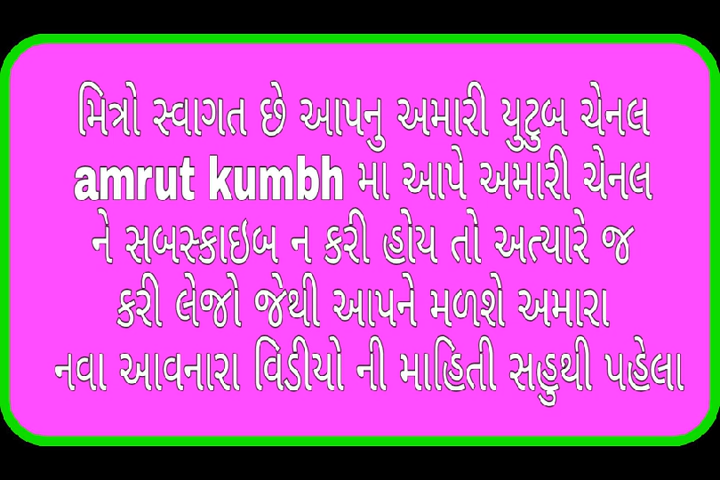 મિત્રો સ્વાગત છે આપનુ અમારી યુટુબ ચેનલ
amrut kumbh મા આપે અમારી ચેનલ
ને સબસ્કાઇબ ન કરી હોય તો અત્યારે જ
કરી લેજો જેથી આપને મળશે અમારા
નવા આવનારા વિડીયો ની માહિતી સહુથી પહેલા